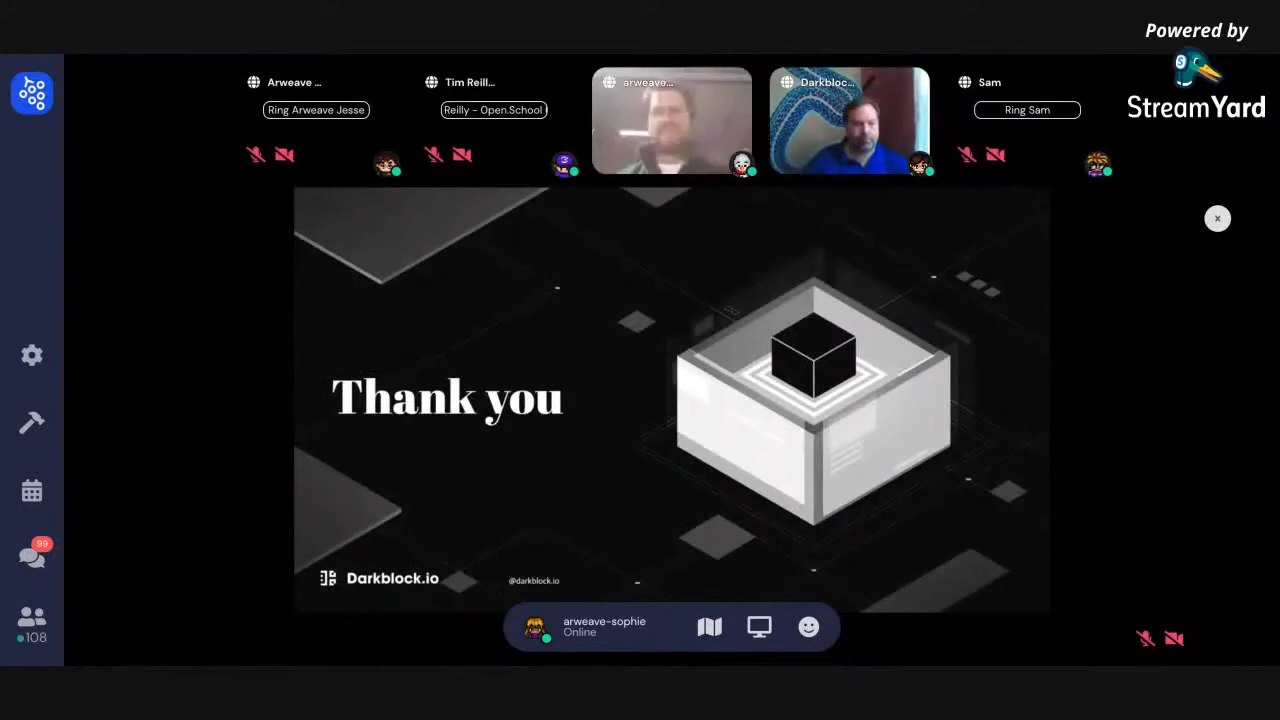 Powered by
StreamYard
Arweave ...
Ring Arweave Jesse
Tim Reill...
Reilly - Open.School
arweave...
Darkbloc...
Sam
Ring Sam
Thank you
Darkblock.io
@darkblock.io
99
108
arweave-sophie
Online